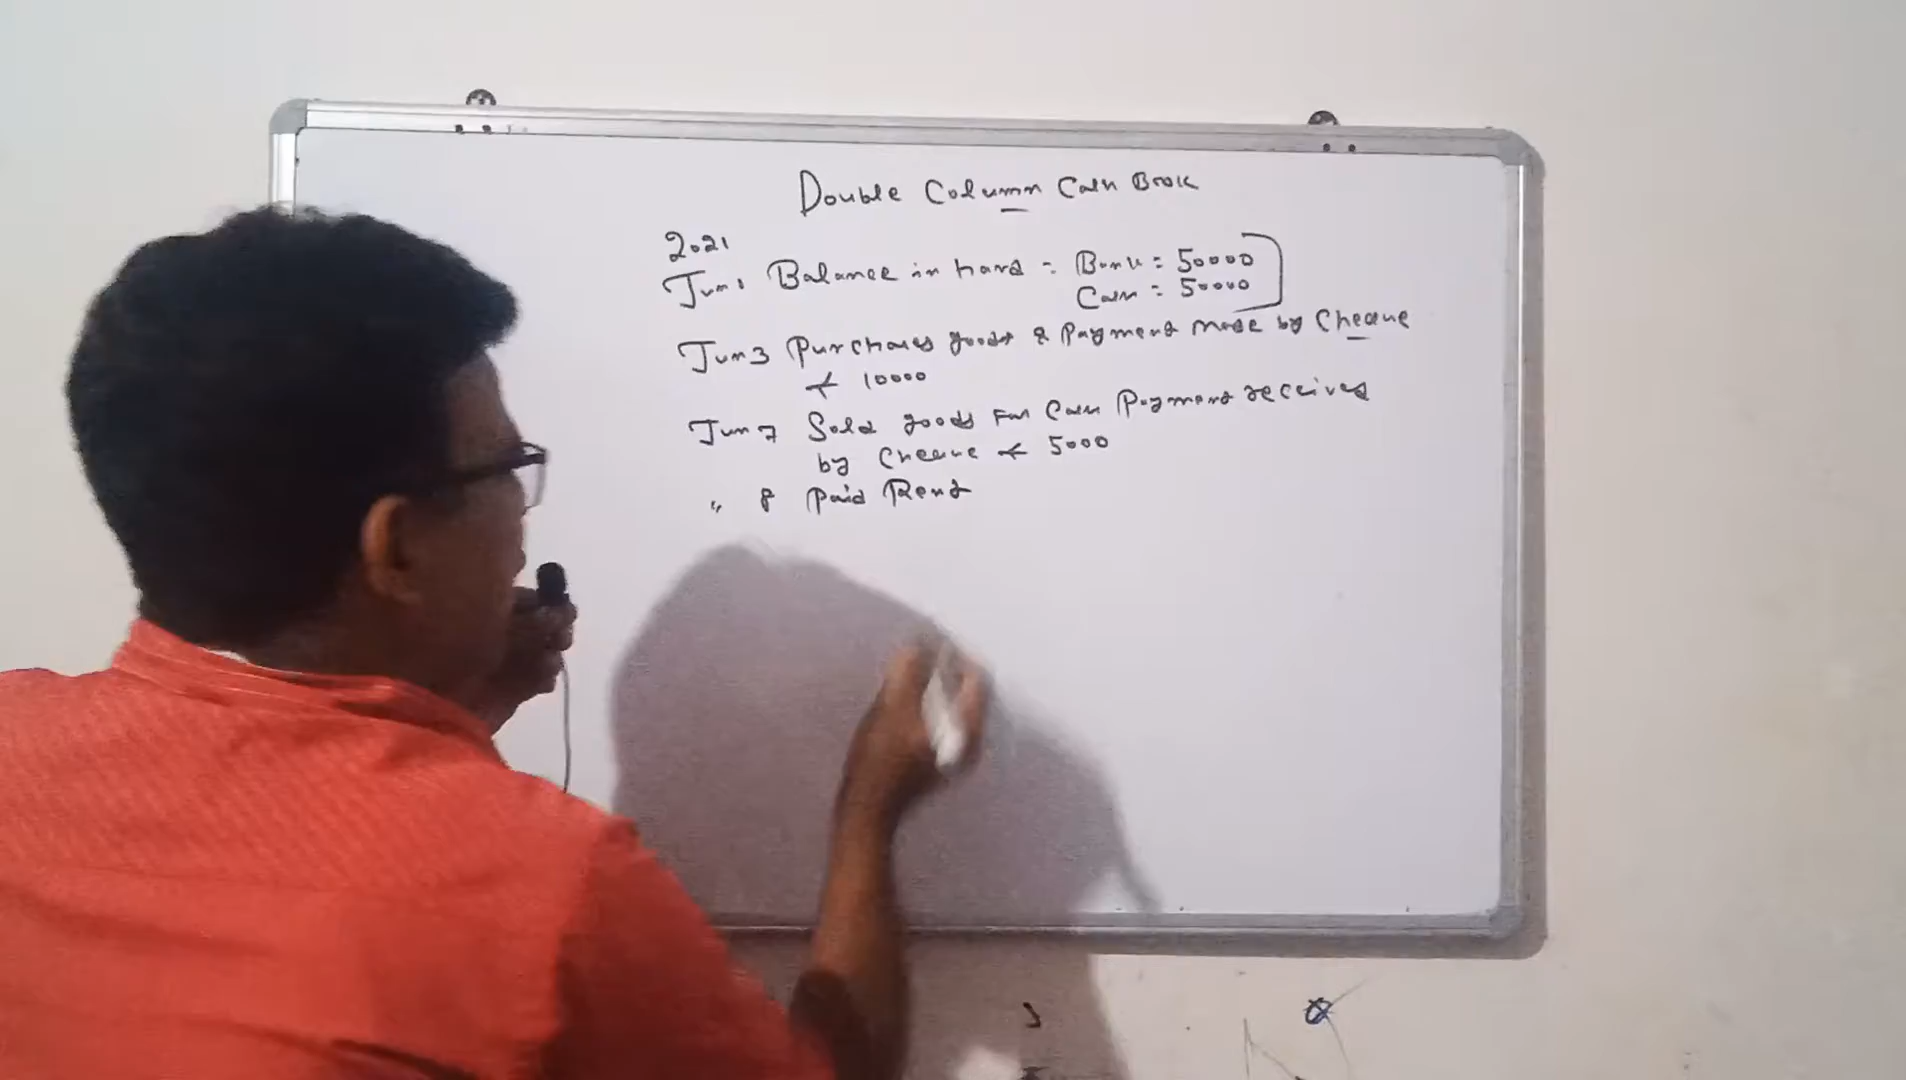 Double Column Cash Book
2021
Jun 1 Balance in hand = Bank = 50000
Cash = 50000
Jun 3 Purchases goods & Payment made by Cheque
10000
Jun 7 Sold goods for Cash Payment received
by Cheque 5000
" 8 Paid Rent